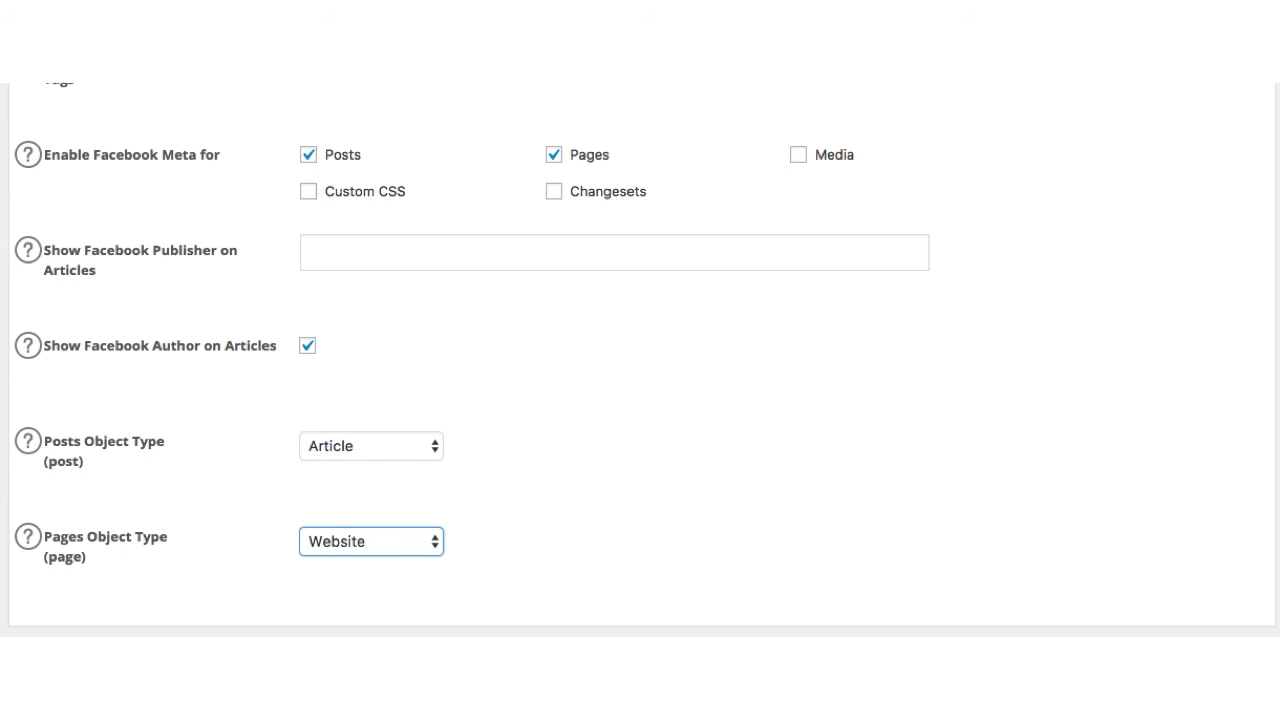 ? Enable Facebook Meta for
Posts
Pages
Media
Custom CSS
Changesets
? Show Facebook Publisher on
Articles
? Show Facebook Author on Articles
? Posts Object Type
(post)
Article
? Pages Object Type
(page)
Website